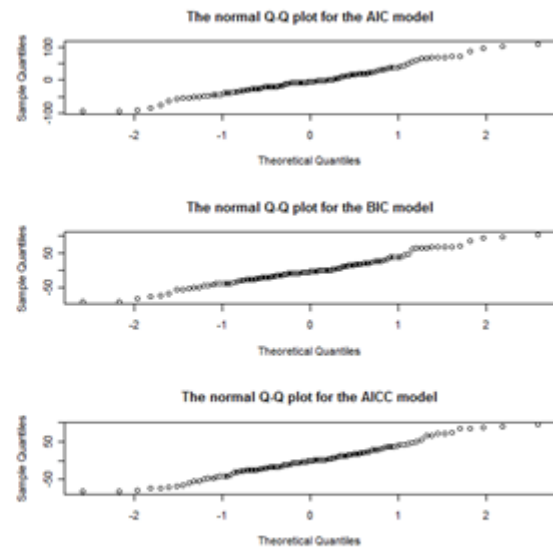 The normal Q-Q plot for the AIC model
Sample Quantiles
-100 0 100
-2 -1 0 1 2
Theoretical Quantiles
The normal Q-Q plot for the BIC model
Sample Quantiles
-50 50
-2 -1 0 1 2
Theoretical Quantiles
The normal Q-Q plot for the AICC model
Sample Quantiles
-50 50
-2 -1 0 1 2
Theoretical Quantiles